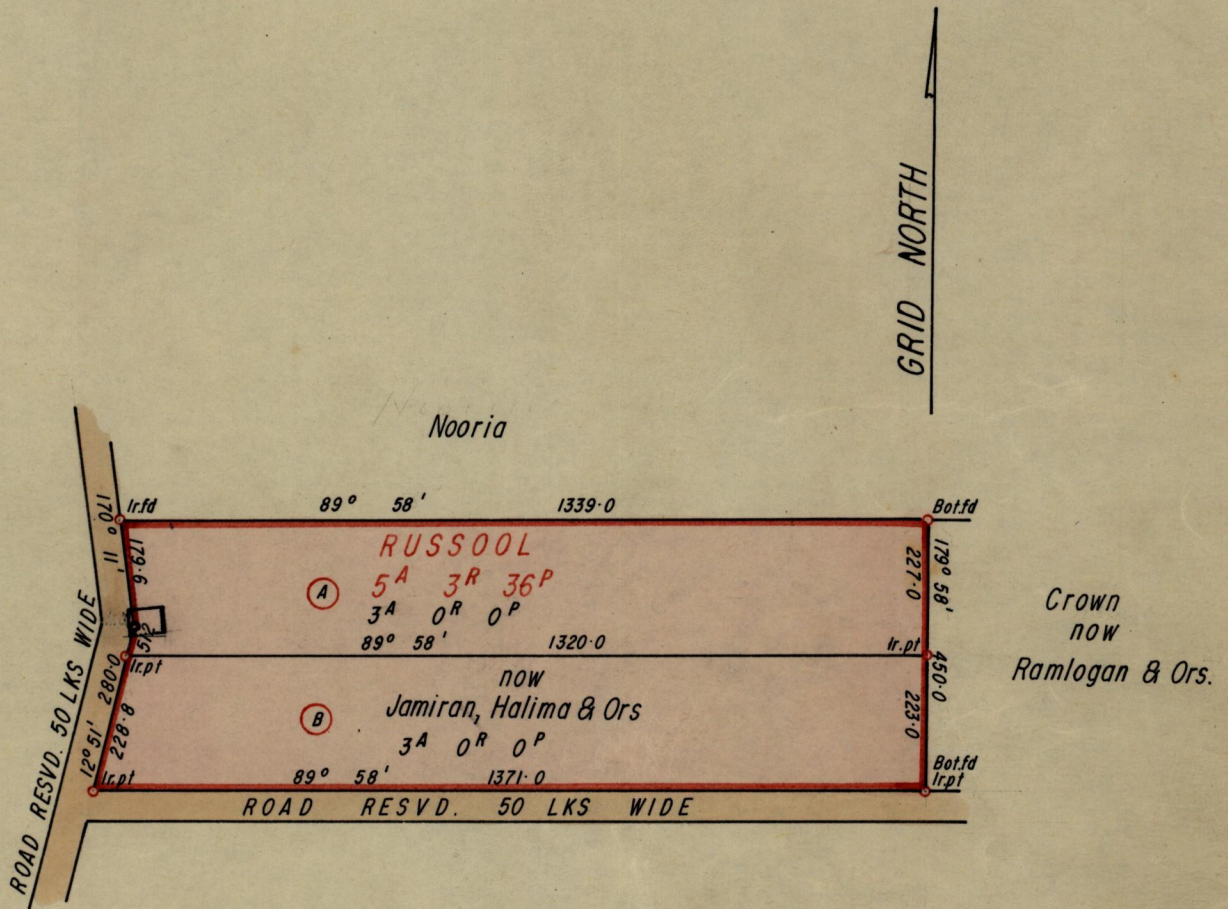 GRID NORTH
Nooria
Ir.fd
89° 58' 1339·0
Bot.fd
170° 11'
179·6
RUSSOOL
Ⓐ 5ᴬ 3ᴿ 36ᴾ
3ᴬ 0ᴿ 0ᴾ
227·0
179° 58'
Crown
now
Ramlogan & Ors.
51·2
89° 58' 1320·0
Ir.pt
Ir.pt
280·0
450·0
now
Jamiran, Halima & Ors
Ⓑ 3ᴬ 0ᴿ 0ᴾ
228·8
12° 51'
223·0
Ir.pt
89° 58' 1371·0
Bot.fd
Ir.pt
ROAD RESVD. 50 LKS WIDE
ROAD RESVD. 50 LKS WIDE